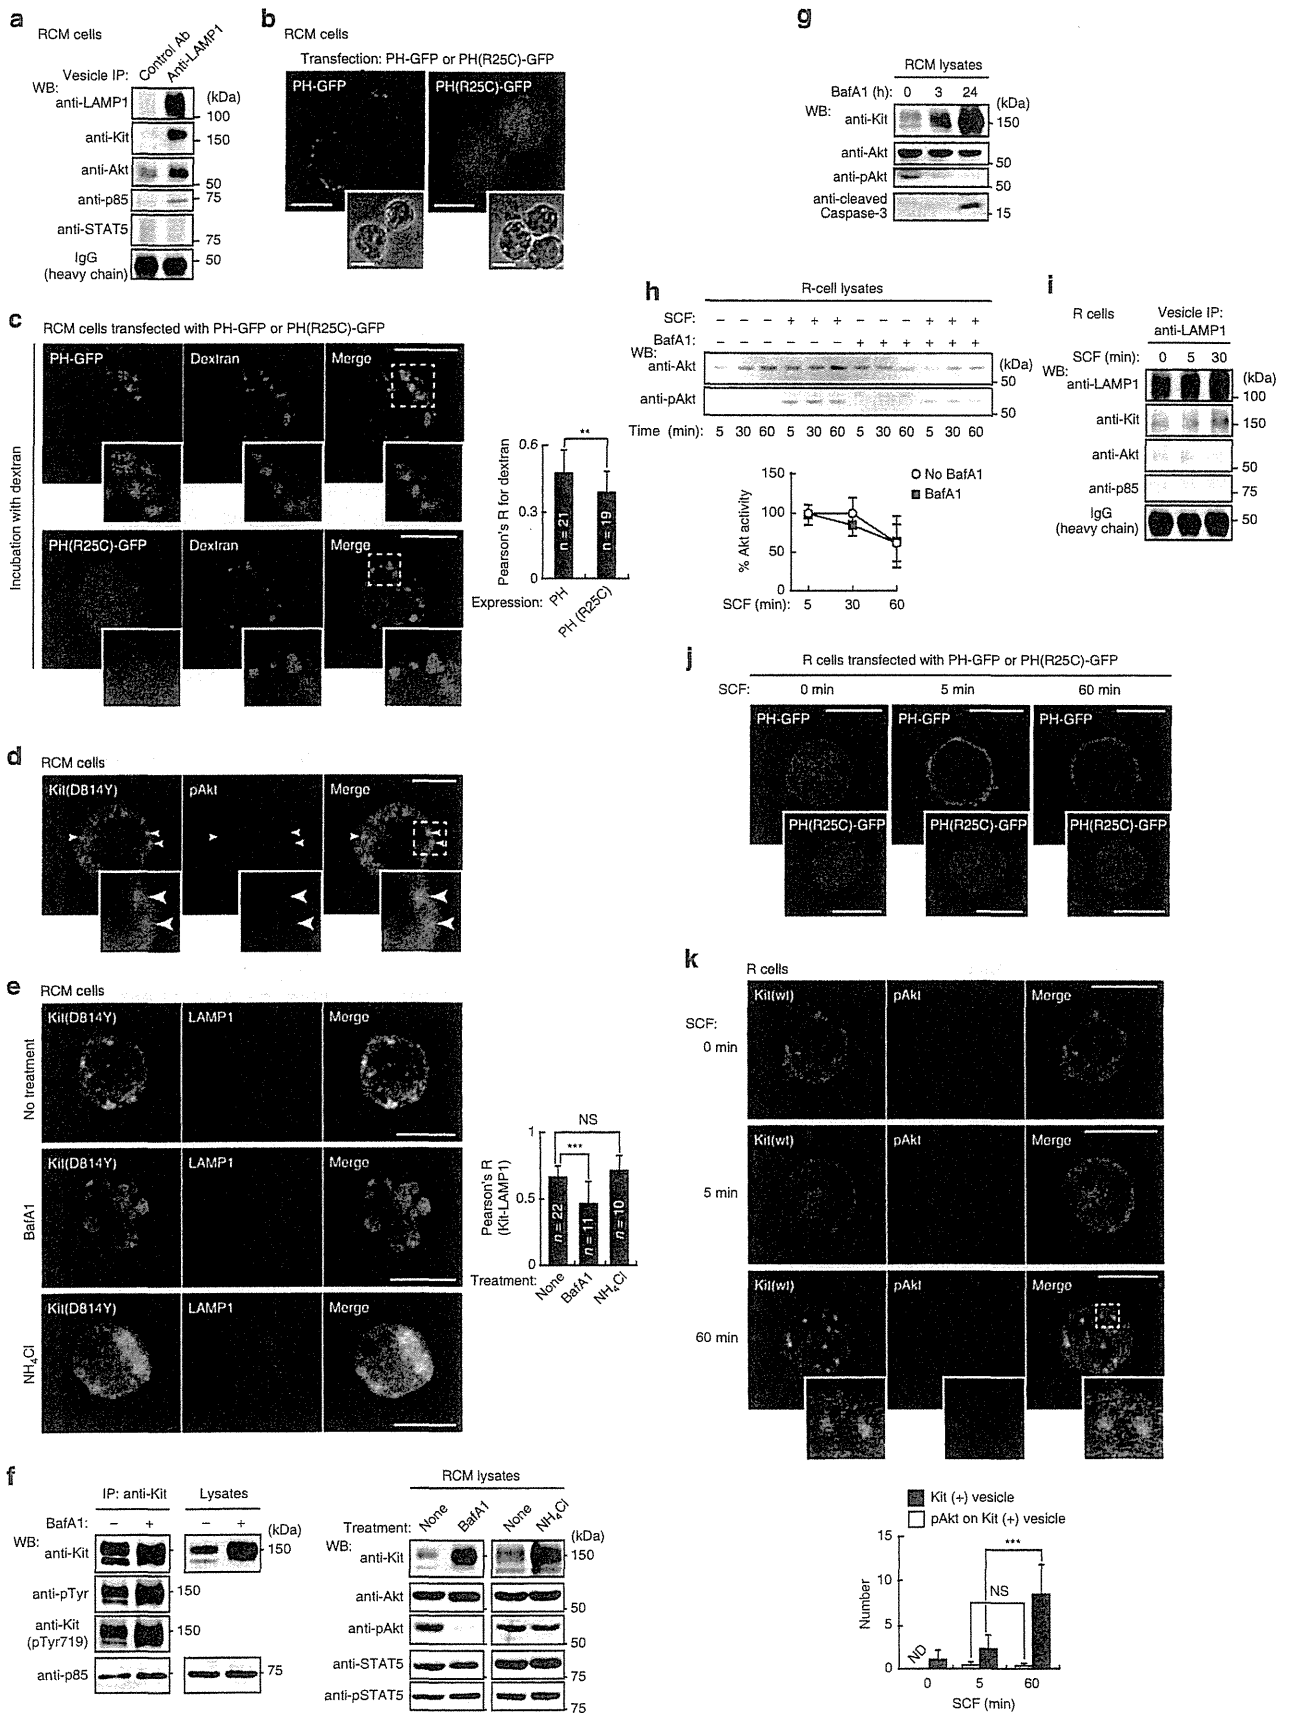 a
RCM cells
Control Ab
Anti-LAMP1
Vesicle IP:
WB:
(kDa)
anti-LAMP1
100
anti-Kit
150
anti-Akt
50
anti-p85
75
anti-STAT5
75
IgG
(heavy chain)
50
b
RCM cells
Transfection: PH-GFP or PH(R25C)-GFP
PH-GFP
PH(R25C)-GFP
c
RCM cells transfected with PH-GFP or PH(R25C)-GFP
Incubation with dextran
PH-GFP
Dextran
Merge
PH(R25C)-GFP
Dextran
Merge
Pearson's R for dextran
0.6
0.3
0
**
n = 21
n = 19
Expression:
PH
PH (R25C)
d
RCM cells
Kit(D814Y)
pAkt
Merge
e
RCM cells
No treatment
Kit(D814Y)
LAMP1
Merge
BafA1
Kit(D814Y)
LAMP1
Merge
NH4Cl
Kit(D814Y)
LAMP1
Merge
Pearson's R
(Kit-LAMP1)
1
0.5
0
NS
***
n = 22
n = 11
n = 10
Treatment:
None
BafA1
NH4Cl
f
IP: anti-Kit
Lysates
BafA1:
− + − +
(kDa)
WB:
anti-Kit
150
anti-pTyr
150
anti-Kit
(pTyr719)
150
anti-p85
75
RCM lysates
Treatment:
None
BafA1
None
NH4Cl
(kDa)
WB:
anti-Kit
150
anti-Akt
50
anti-pAkt
50
anti-STAT5
75
anti-pSTAT5
75
g
RCM lysates
BafA1 (h): 0 3 24
(kDa)
WB:
anti-Kit
150
anti-Akt
50
anti-pAkt
50
anti-cleaved
Caspase-3
15
h
R-cell lysates
SCF: − − − + + + − − − + + +
BafA1: − − − − − − + + + + + +
WB:
(kDa)
anti-Akt
50
anti-pAkt
50
Time (min): 5 30 60 5 30 60 5 30 60 5 30 60
% Akt activity
150
100
50
0
No BafA1
BafA1
SCF (min): 5 30 60
i
R cells
Vesicle IP:
anti-LAMP1
SCF (min):
0 5 30
WB:
(kDa)
anti-LAMP1
100
anti-Kit
150
anti-Akt
50
anti-p85
75
IgG
(heavy chain)
50
j
R cells transfected with PH-GFP or PH(R25C)-GFP
SCF: 0 min 5 min 60 min
PH-GFP
PH-GFP
PH-GFP
PH(R25C)-GFP
PH(R25C)-GFP
PH(R25C)-GFP
k
R cells
SCF:
0 min
Kit(wt)
pAkt
Merge
5 min
Kit(wt)
pAkt
Merge
60 min
Kit(wt)
pAkt
Merge
Kit (+) vesicle
pAkt on Kit (+) vesicle
Number
15
10
5
0
***
NS
ND
0 5 60
SCF (min)